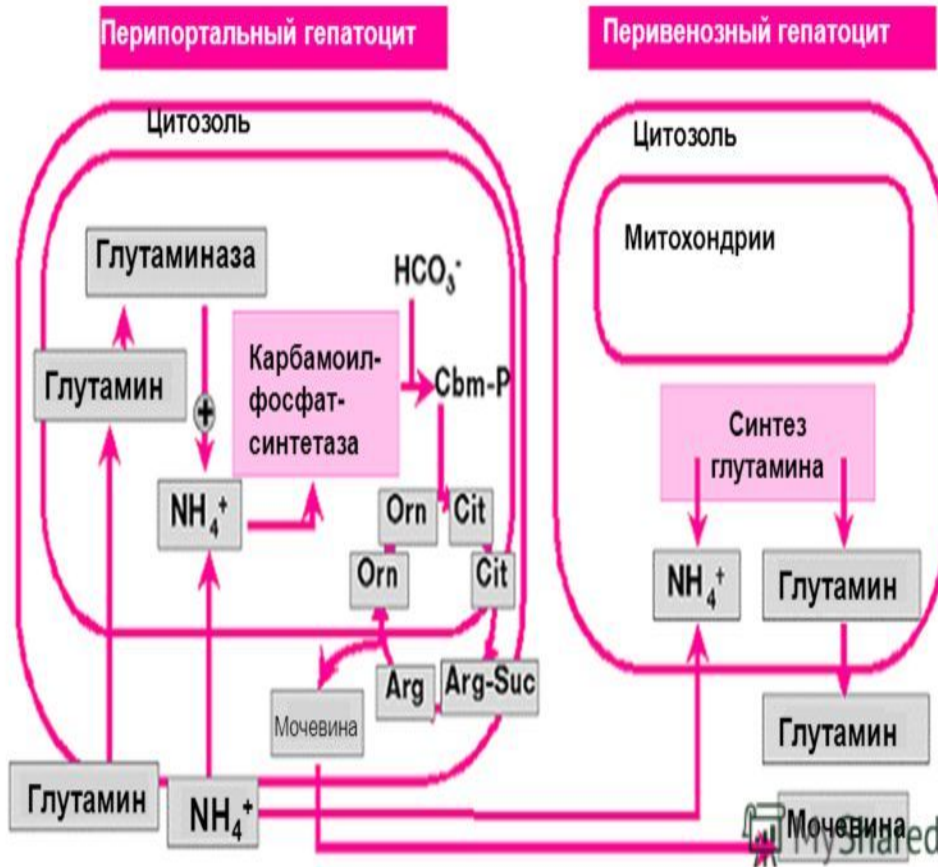 Перипортальный гепатоцит
Перивенозный гепатоцит
Цитозоль
Глутаминаза
HCO₃⁻
Глутамин
+
Карбамоил-
фосфат-
синтетаза
Cbm-P
NH₄⁺
Orn
Cit
Orn
Cit
Arg
Arg-Suc
Мочевина
Глутамин
NH₄⁺
Цитозоль
Митохондрии
Синтез
глутамина
NH₄⁺
Глутамин
Глутамин
Мочевина
MyShared